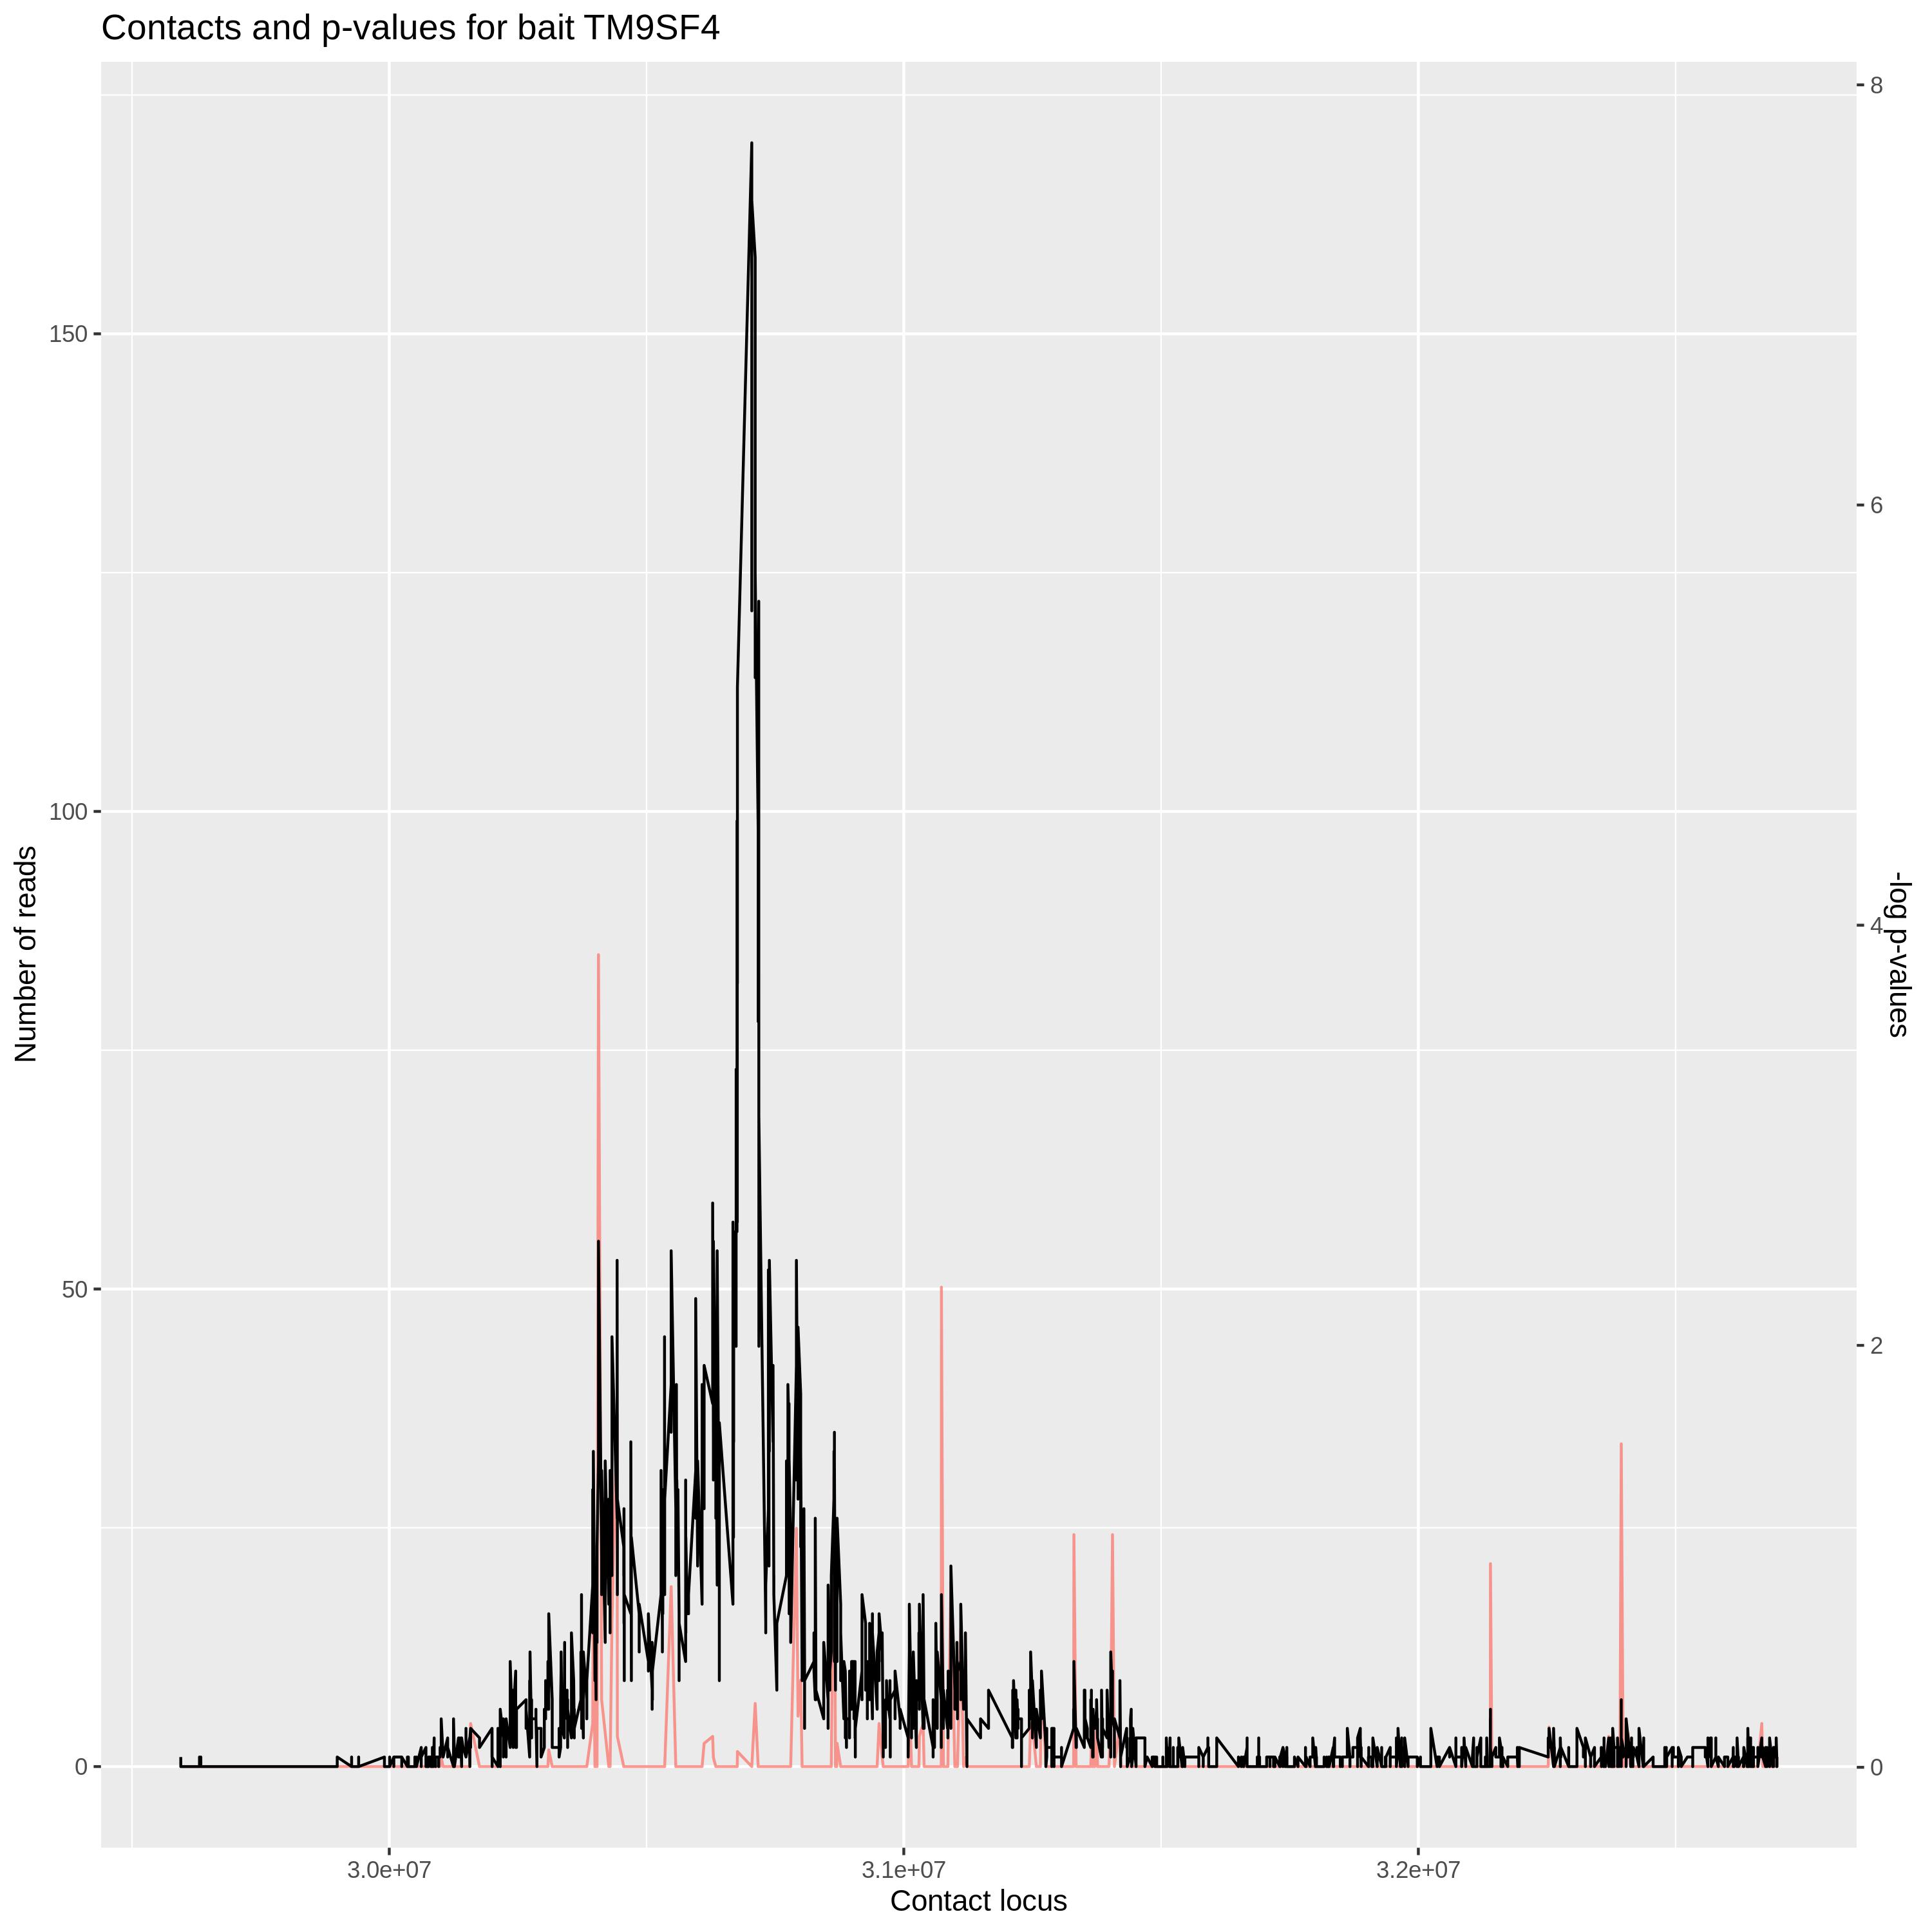 Contacts and p-values for bait TM9SF4
150
100
50
0
Number of reads
8
6
4
2
0
-log p-values
3.0e+07
3.1e+07
3.2e+07
Contact locus